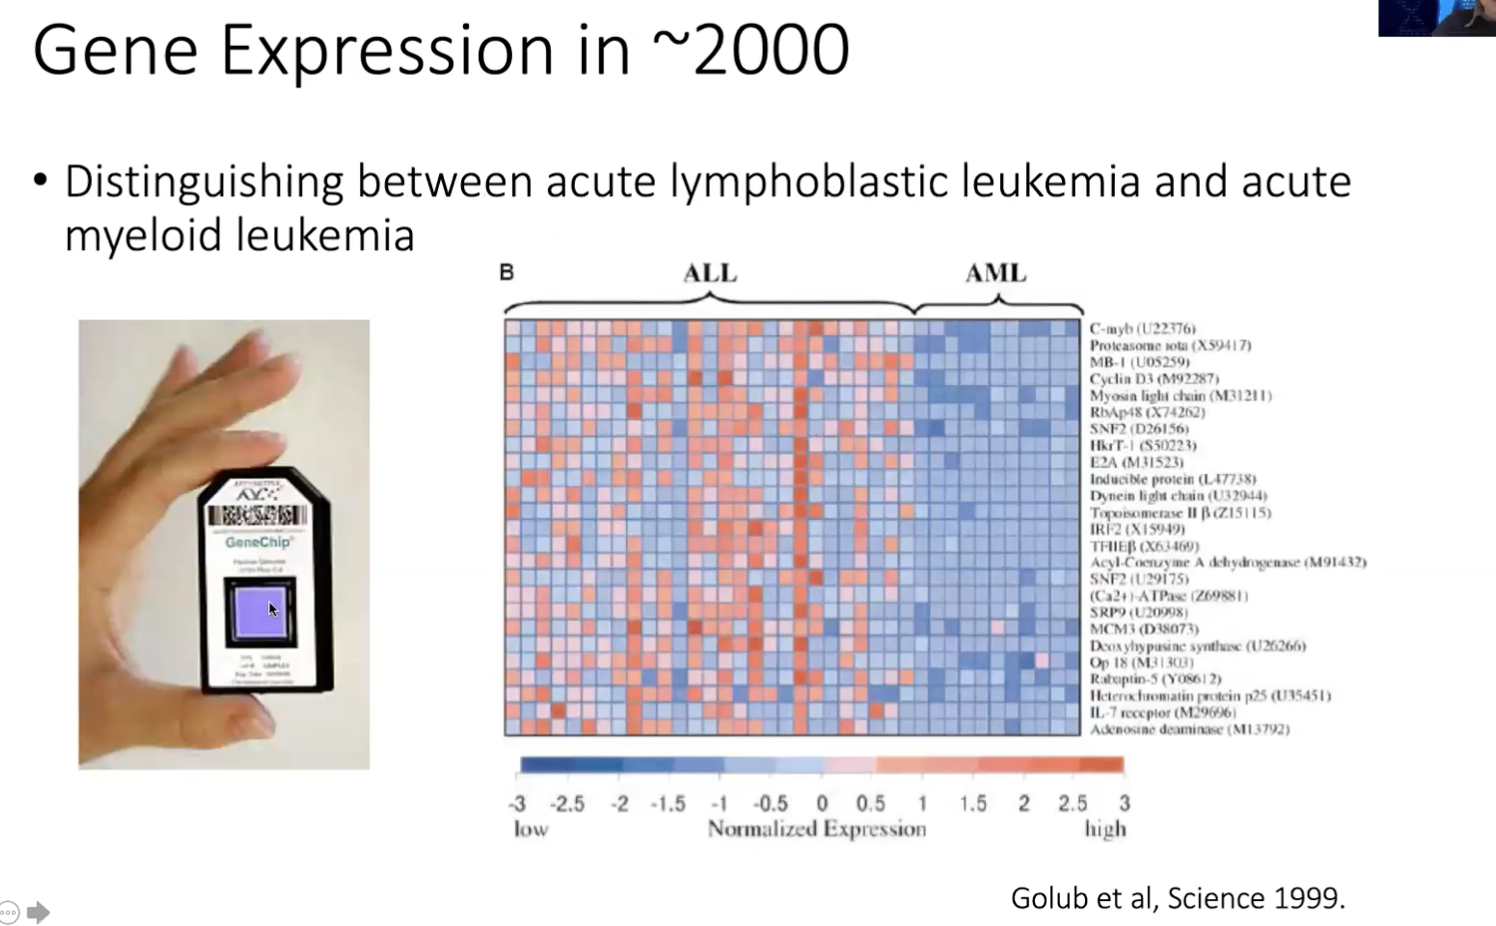 Gene Expression in ~2000
• Distinguishing between acute lymphoblastic leukemia and acute
myeloid leukemia
GeneChip®
B
ALL
AML
C-myb (U22376)
Proteasome iota (X59417)
MB-1 (U05259)
Cyclin D3 (M92287)
Myosin light chain (M31211)
RbAp48 (X74262)
SNF2 (D26156)
HkrT-1 (S50223)
E2A (M31523)
Inducible protein (L47738)
Dynein light chain (U32944)
Topoisomerase II β (Z15115)
IRF2 (X15949)
TFIIEβ (X63469)
Acyl-Coenzyme A dehydrogenase (M91432)
SNF2 (U29175)
(Ca2+)-ATPase (Z69881)
SRP9 (U20998)
MCM3 (D38073)
Deoxyhypusine synthase (U26266)
Op 18 (M31303)
Rabaptin-5 (Y08612)
Heterochromatin protein p25 (U35451)
IL-7 receptor (M29696)
Adenosine deaminase (M13792)
-3 -2.5 -2 -1.5 -1 -0.5 0 0.5 1 1.5 2 2.5 3
low Normalized Expression high
Golub et al, Science 1999.